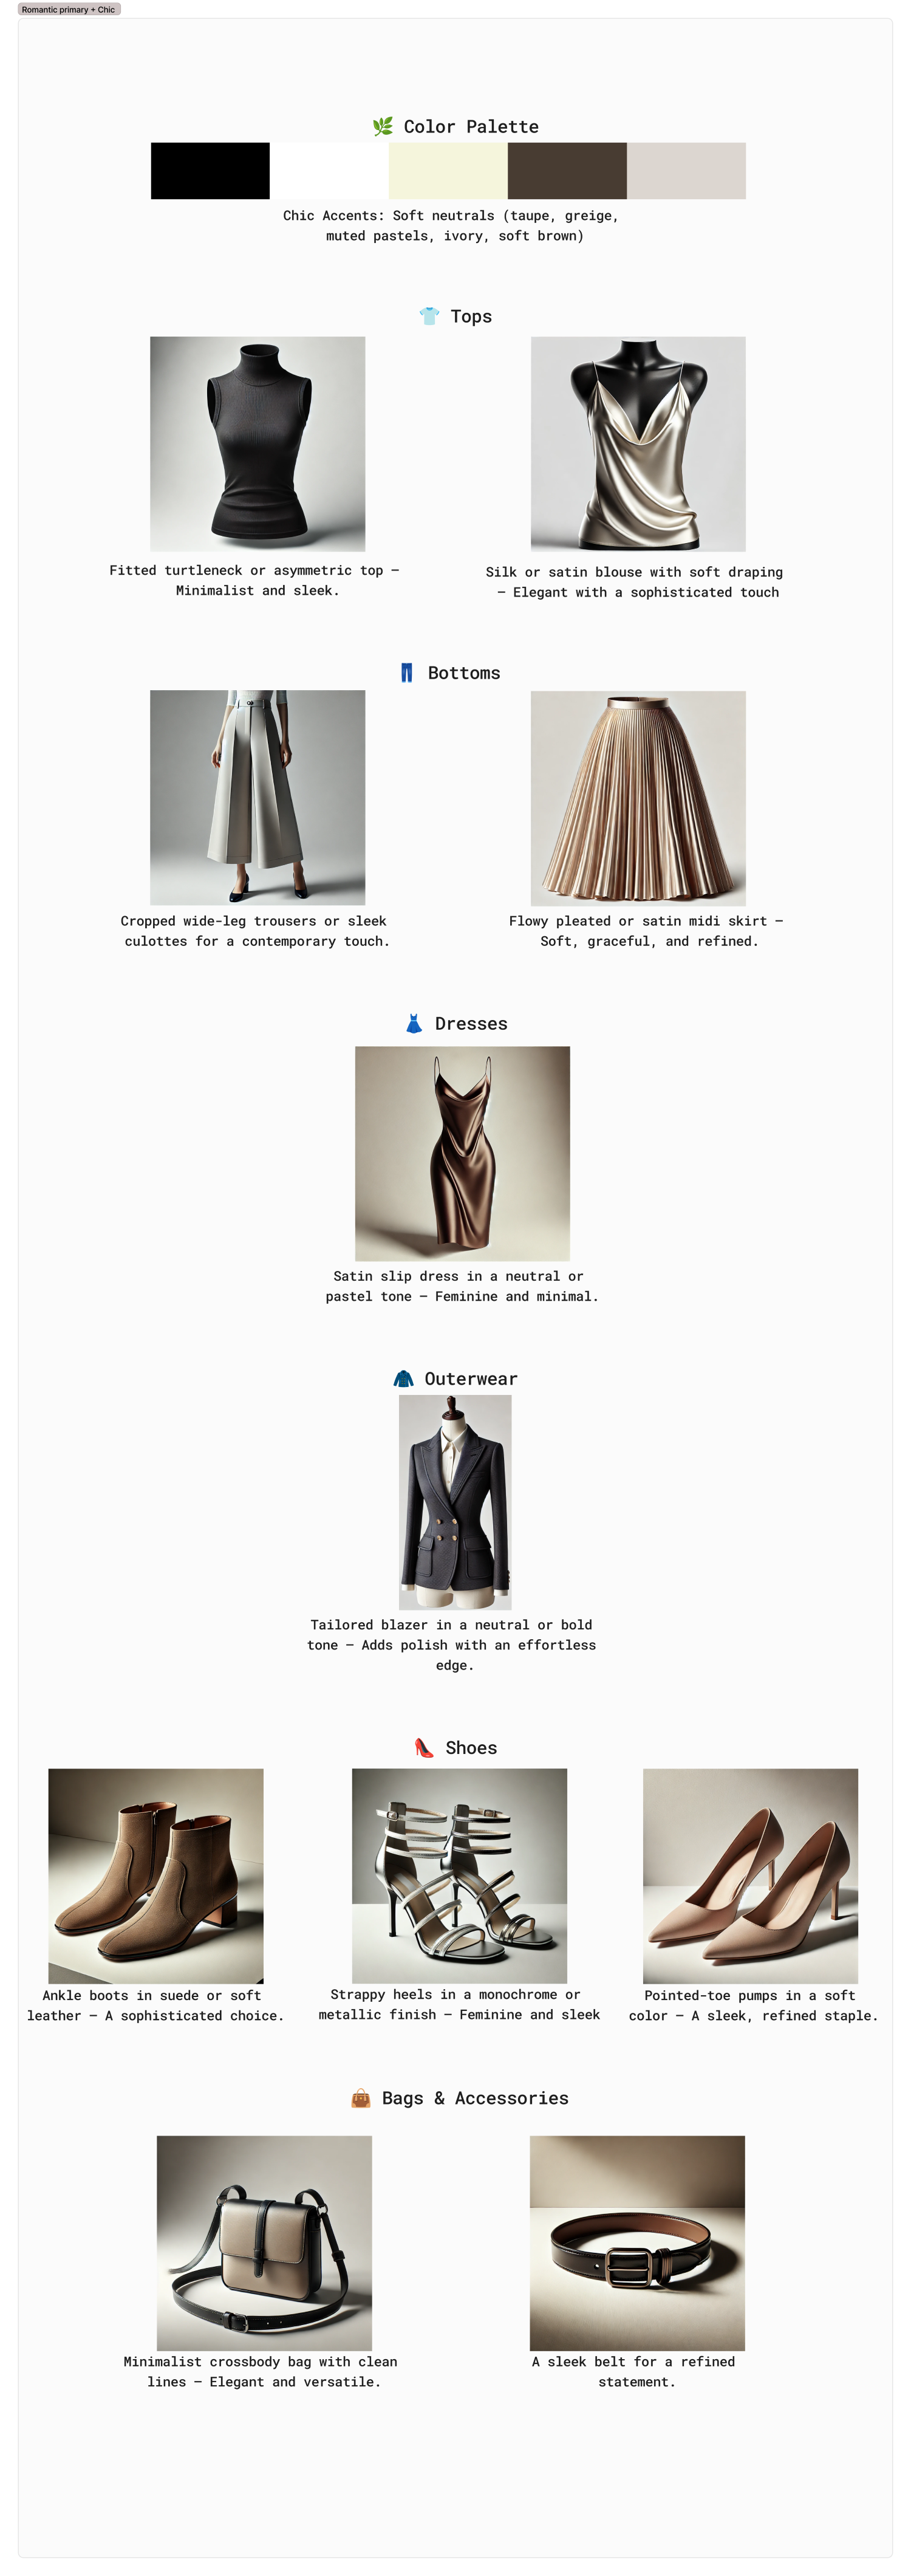 Romantic primary + Chic
🌿 Color Palette
Chic Accents: Soft neutrals (taupe, greige,
muted pastels, ivory, soft brown)
👕 Tops
Fitted turtleneck or asymmetric top –
Minimalist and sleek.
Silk or satin blouse with soft draping
– Elegant with a sophisticated touch
👖 Bottoms
Cropped wide-leg trousers or sleek
culottes for a contemporary touch.
Flowy pleated or satin midi skirt –
Soft, graceful, and refined.
👗 Dresses
Satin slip dress in a neutral or
pastel tone – Feminine and minimal.
🧥 Outerwear
Tailored blazer in a neutral or bold
tone – Adds polish with an effortless
edge.
👠 Shoes
Ankle boots in suede or soft
leather – A sophisticated choice.
Strappy heels in a monochrome or
metallic finish – Feminine and sleek
Pointed-toe pumps in a soft
color – A sleek, refined staple.
👜 Bags & Accessories
Minimalist crossbody bag with clean
lines – Elegant and versatile.
A sleek belt for a refined
statement.